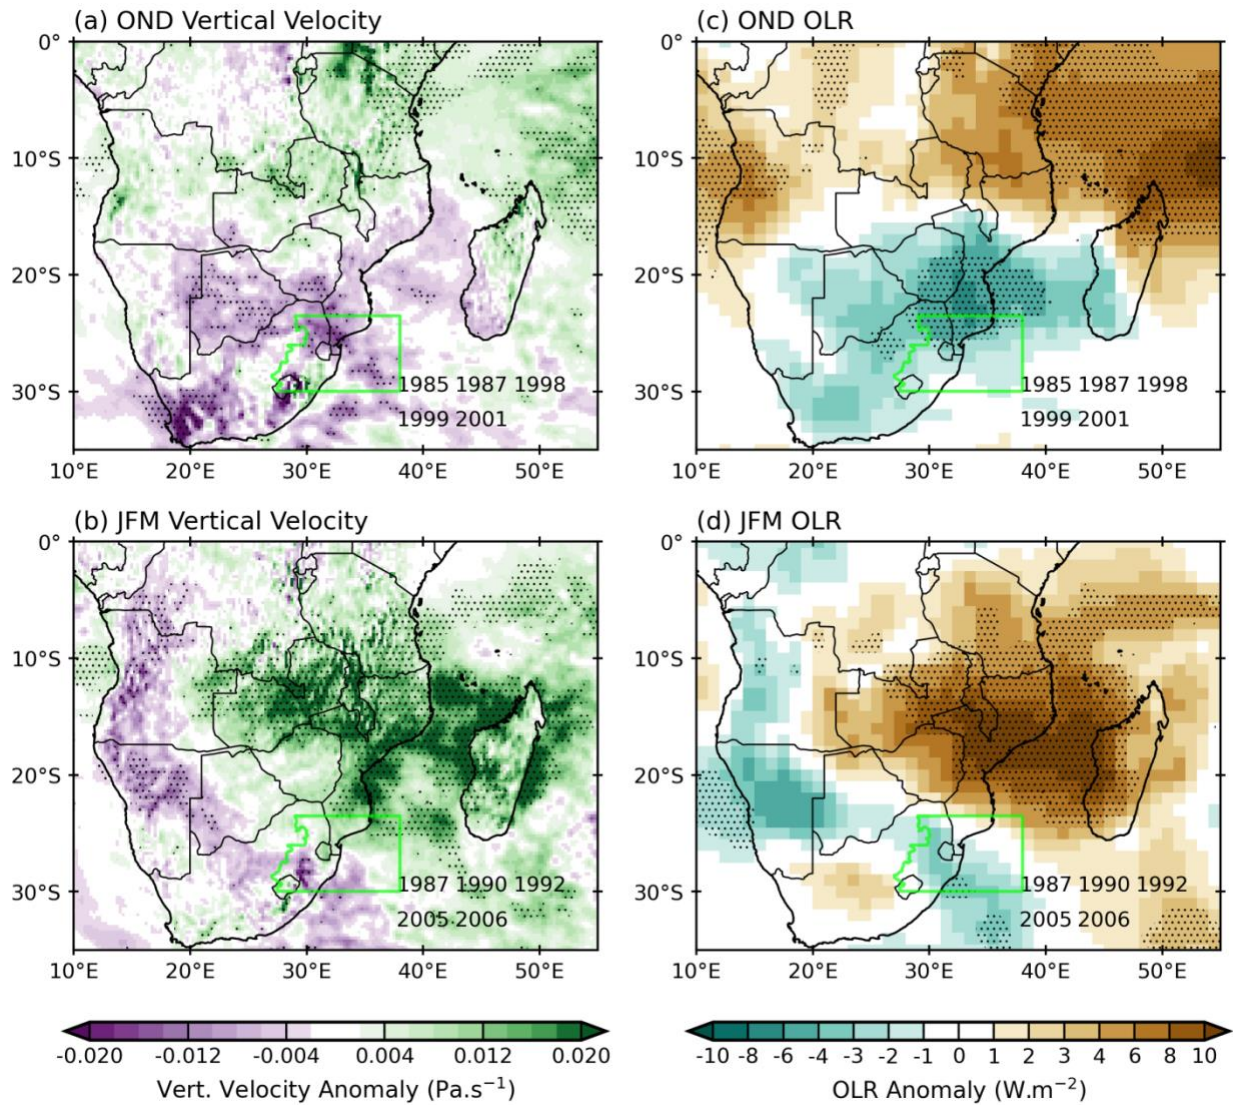 (a) OND Vertical Velocity
0°
10°S
20°S
30°S
1985 1987 1998
1999 2001
10°E 20°E 30°E 40°E 50°E
(c) OND OLR
0°
10°S
20°S
30°S
1985 1987 1998
1999 2001
10°E 20°E 30°E 40°E 50°E
(b) JFM Vertical Velocity
0°
10°S
20°S
30°S
1987 1990 1992
2005 2006
10°E 20°E 30°E 40°E 50°E
(d) JFM OLR
0°
10°S
20°S
30°S
1987 1990 1992
2005 2006
10°E 20°E 30°E 40°E 50°E
-0.020 -0.012 -0.004 0.004 0.012 0.020
Vert. Velocity Anomaly (Pa.s⁻¹)
-10 -8 -6 -4 -3 -2 -1 0 1 2 3 4 6 8 10
OLR Anomaly (W.m⁻²)